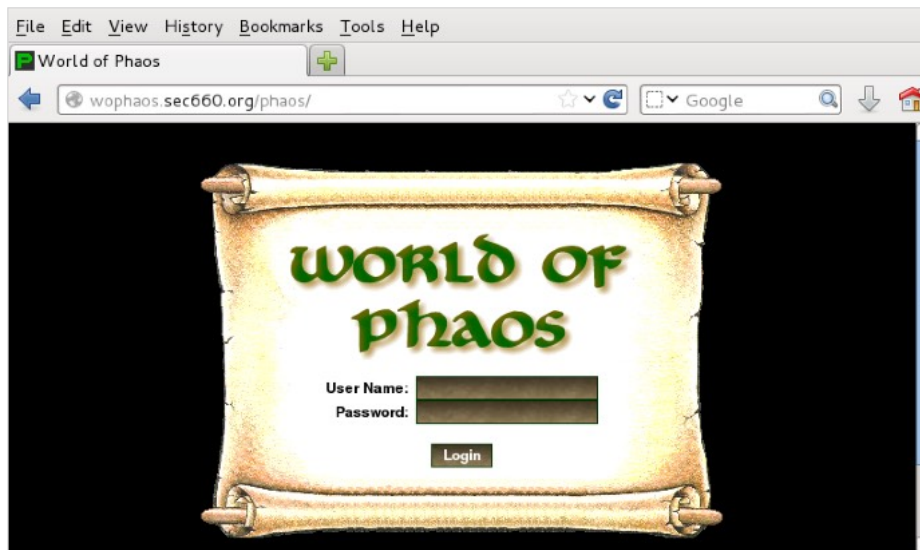 File Edit View History Bookmarks Tools Help
World of Phaos
wophaos.sec660.org/phaos/ Google
WORLD OF
PHAOS
User Name:
Password:
Login